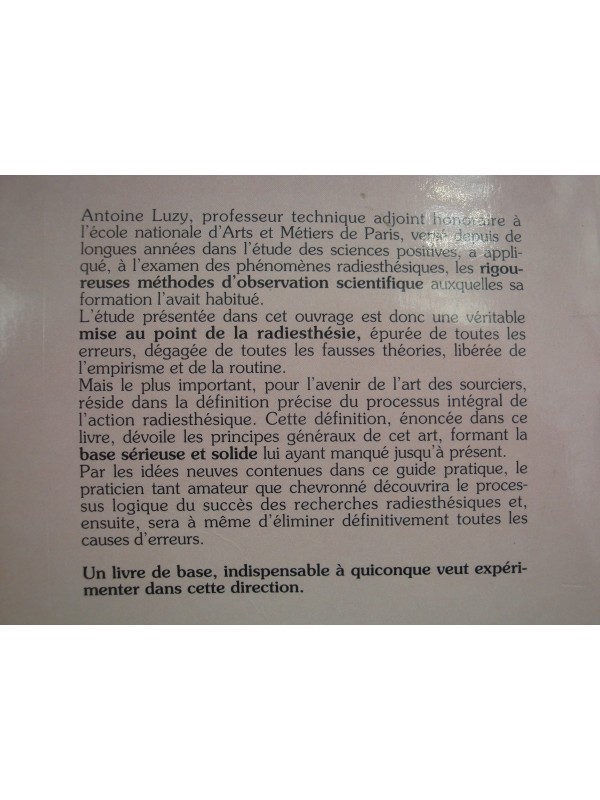 Antoine Luzy, professeur technique adjoint honoraire à
l'école nationale d'Arts et Métiers de Paris, versé depuis de
longues années dans l'étude des sciences positives, a appli-
qué, à l'examen des phénomènes radiesthésiques, les rigou-
reuses méthodes d'observation scientifique auxquelles sa
formation l'avait habitué.
L'étude présentée dans cet ouvrage est donc une véritable
mise au point de la radiesthésie, épurée de toutes les
erreurs, dégagée de toutes les fausses théories, libérée de
l'empirisme et de la routine.
Mais le plus important, pour l'avenir de l'art des sourciers,
réside dans la définition précise du processus intégral de
l'action radiesthésique. Cette définition, énoncée dans ce
livre, dévoile les principes généraux de cet art, formant la
base sérieuse et solide lui ayant manqué jusqu'à présent.
Par les idées neuves contenues dans ce guide pratique, le
praticien tant amateur que chevronné découvrira le proces-
sus logique du succès des recherches radiesthésiques et,
ensuite, sera à même d'éliminer définitivement toutes les
causes d'erreurs.
Un livre de base, indispensable à quiconque veut expéri-
menter dans cette direction.